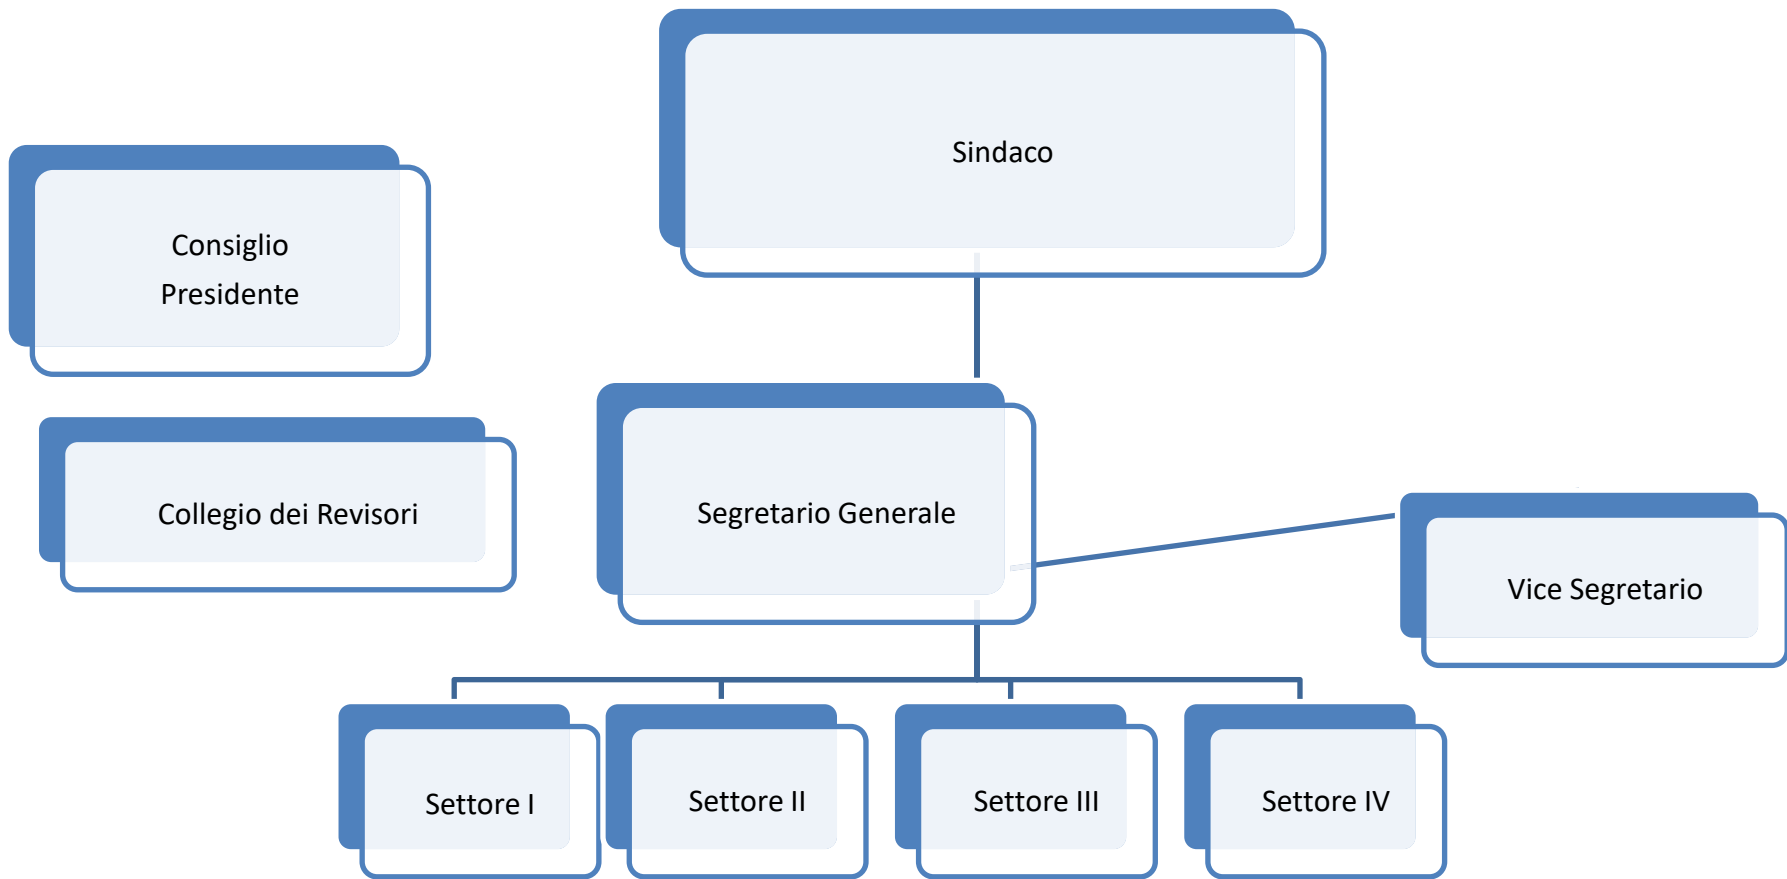 Sindaco
Consiglio
Presidente
Collegio dei Revisori
Segretario Generale
Vice Segretario
Settore I
Settore II
Settore III
Settore IV